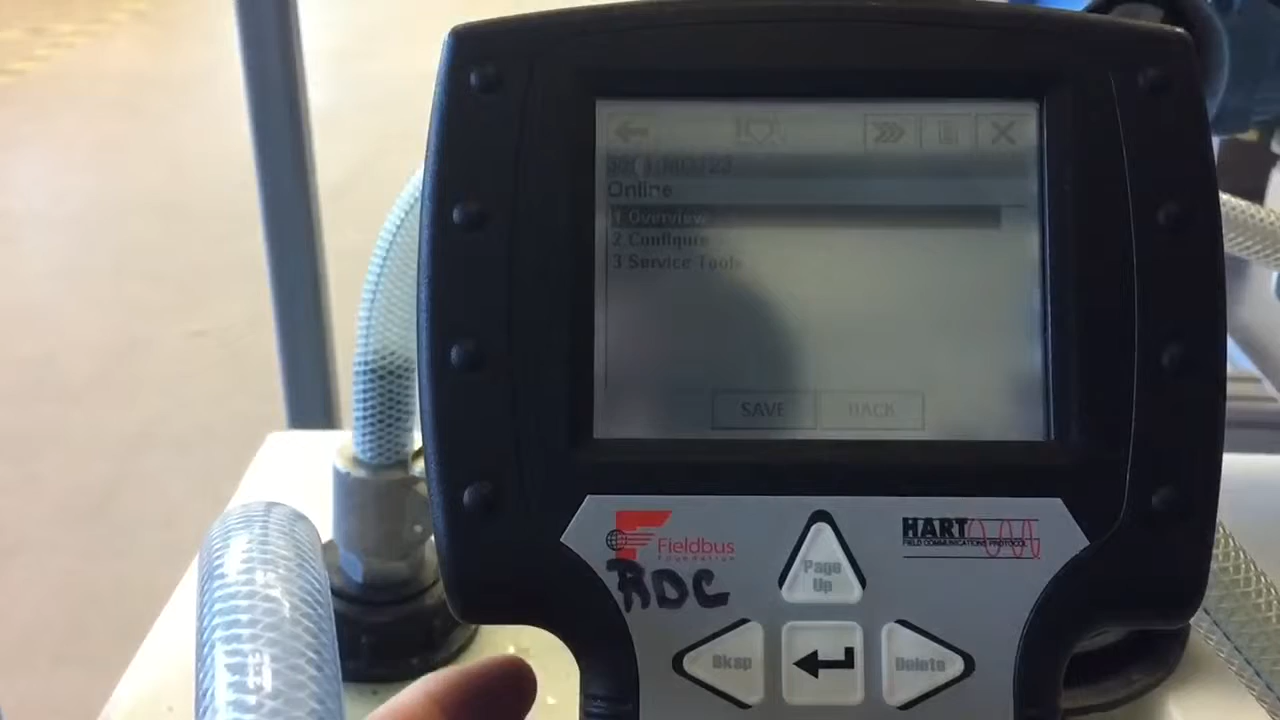 Online
1 Overview
2 Configure
3 Service Tools
SAVE
BACK
Fieldbus
Foundation
HART
FIELD COMMUNICATIONS PROTOCOL
RDC
Page
Up
Bksp
Delete